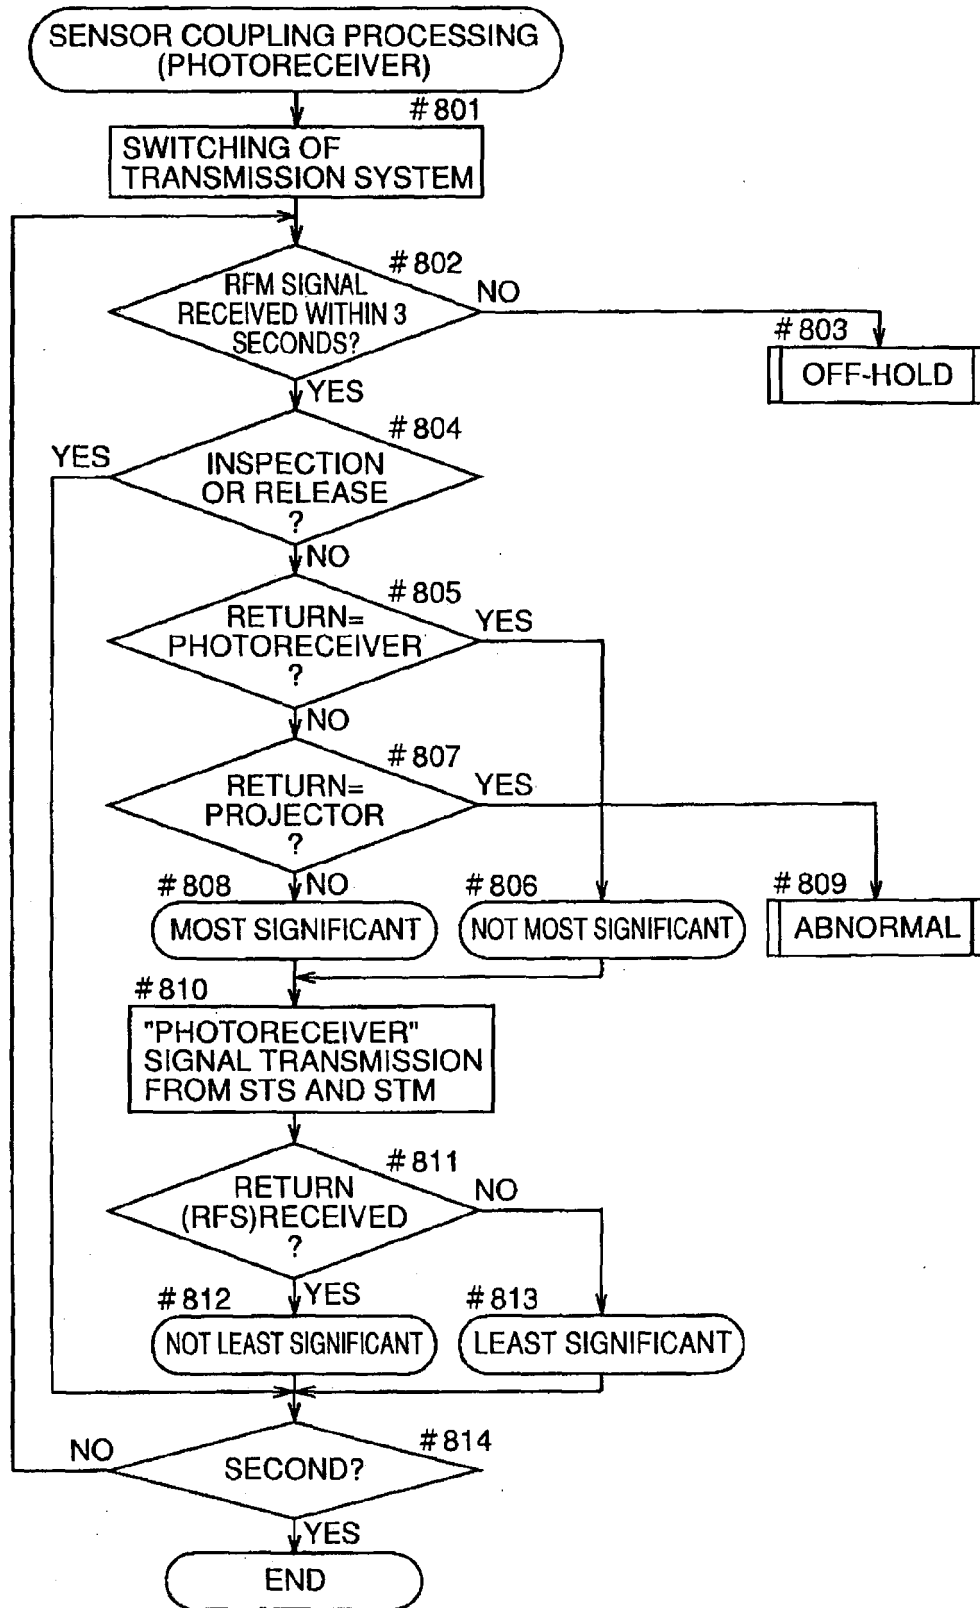 SENSOR COUPLING PROCESSING
(PHOTORECEIVER)
#801
SWITCHING OF
TRANSMISSION SYSTEM
#802
RFM SIGNAL
RECEIVED WITHIN 3
SECONDS?
NO
#803
OFF-HOLD
YES
#804
YES
INSPECTION
OR RELEASE
?
NO
#805
RETURN=
PHOTORECEIVER
?
YES
NO
#807
RETURN=
PROJECTOR
?
YES
NO
#808
MOST SIGNIFICANT
#806
NOT MOST SIGNIFICANT
#809
ABNORMAL
#810
"PHOTORECEIVER"
SIGNAL TRANSMISSION
FROM STS AND STM
#811
RETURN
(RFS)RECEIVED
?
NO
YES
#812
NOT LEAST SIGNIFICANT
#813
LEAST SIGNIFICANT
#814
NO
SECOND?
YES
END